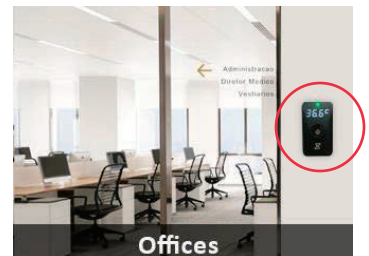 Administracao
Diretor Medico
Vestiarios
36.6°
Offices